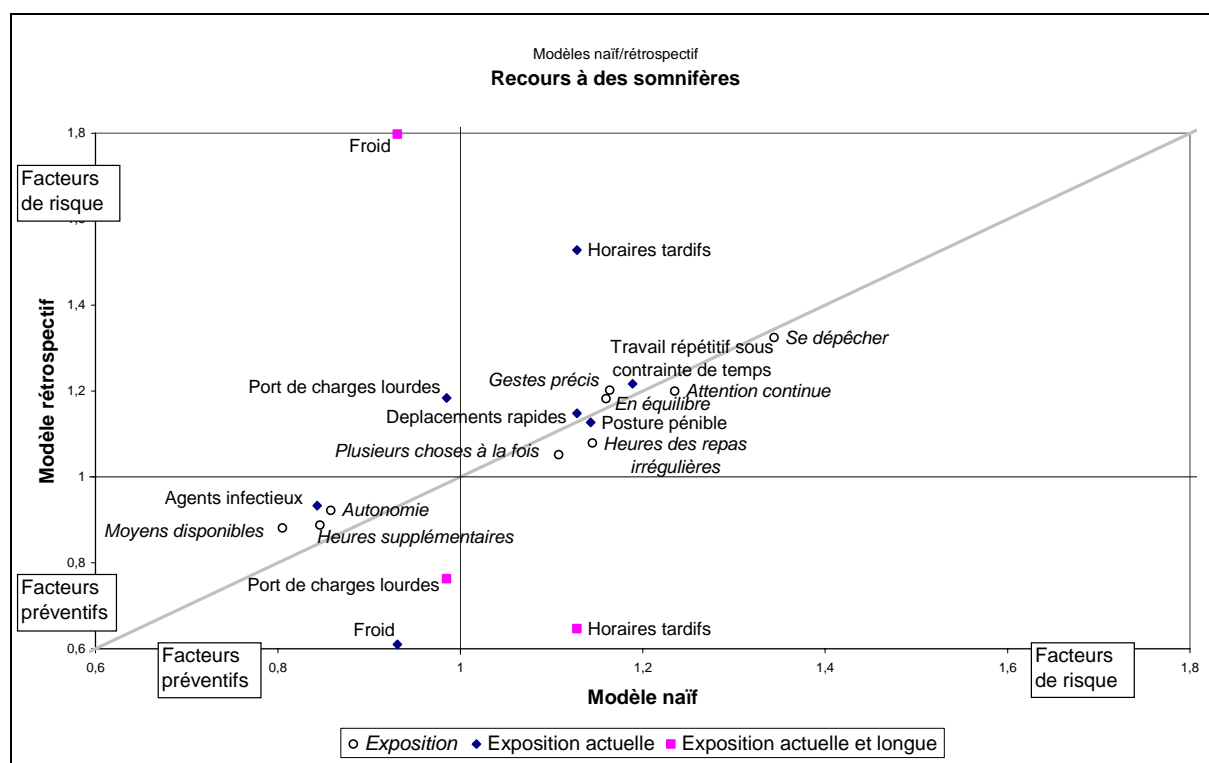 Modèles naïf/rétrospectif
Recours à des somnifères
1,8
Froid
Facteurs
de risque
Horaires tardifs
1,4
Modèle rétrospectif
Se dépêcher
Travail répétitif sous
contrainte de temps
Gestes précis
Port de charges lourdes
1,2
Attention continue
En équilibre
Deplacements rapides
Posture pénible
Plusieurs choses à la fois
Heures des repas
irrégulières
1
Agents infectieux
Autonomie
Moyens disponibles
Heures supplémentaires
0,8
Port de charges lourdes
Facteurs
préventifs
Froid
Horaires tardifs
0,6
0,6
0,8
1
1,2
1,4
1,6
1,8
Facteurs
préventifs
Facteurs
de risque
Modèle naïf
Exposition
Exposition actuelle
Exposition actuelle et longue